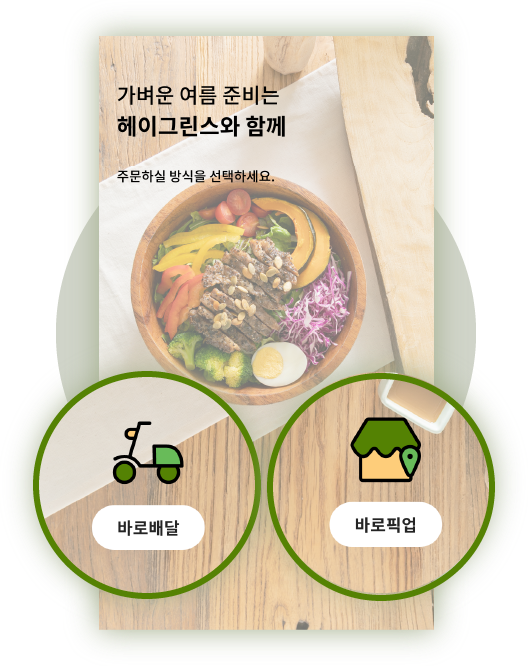 가벼운 여름 준비는
헤이그린스와 함께
주문하실 방식을 선택하세요.
바로배달
바로픽업